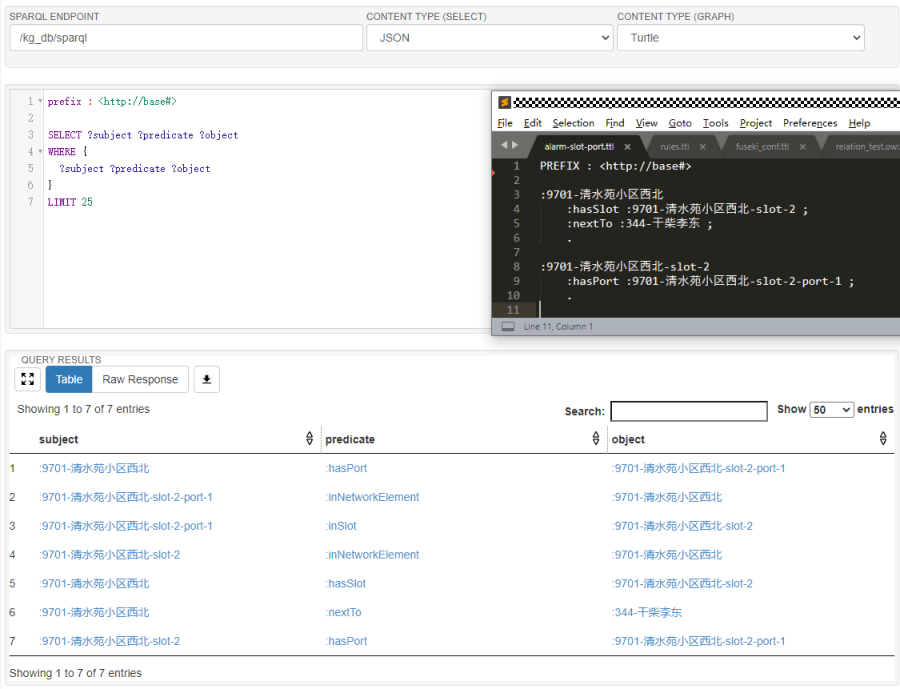 SPARQL ENDPOINT CONTENT TYPE (SELECT) CONTENT TYPE (GRAPH)
/kg_db/sparql JSON Turtle
1 prefix : <http://base#>
2
3 SELECT ?subject ?predicate ?object
4 WHERE {
5 ?subject ?predicate ?object
6 }
7 LIMIT 25
File Edit Selection Find View Goto Tools Project Preferences Help
alarm-slot-port.ttl × rules.ttl × fuseki_conf.ttl × relation_test.owl
1 PREFIX : <http://base#>
2
3 :9701-清水苑小区西北
4 :hasSlot :9701-清水苑小区西北-slot-2 ;
5 :nextTo :344-干柴李东 ;
6 .
7
8 :9701-清水苑小区西北-slot-2
9 :hasPort :9701-清水苑小区西北-slot-2-port-1 ;
10 .
11
Line 11, Column 1
QUERY RESULTS
Table Raw Response
Showing 1 to 7 of 7 entries Search: Show 50 entries
subject predicate object
1 :9701-清水苑小区西北 :hasPort :9701-清水苑小区西北-slot-2-port-1
2 :9701-清水苑小区西北-slot-2-port-1 :inNetworkElement :9701-清水苑小区西北
3 :9701-清水苑小区西北-slot-2-port-1 :inSlot :9701-清水苑小区西北-slot-2
4 :9701-清水苑小区西北-slot-2 :inNetworkElement :9701-清水苑小区西北
5 :9701-清水苑小区西北 :hasSlot :9701-清水苑小区西北-slot-2
6 :9701-清水苑小区西北 :nextTo :344-干柴李东
7 :9701-清水苑小区西北-slot-2 :hasPort :9701-清水苑小区西北-slot-2-port-1
Showing 1 to 7 of 7 entries